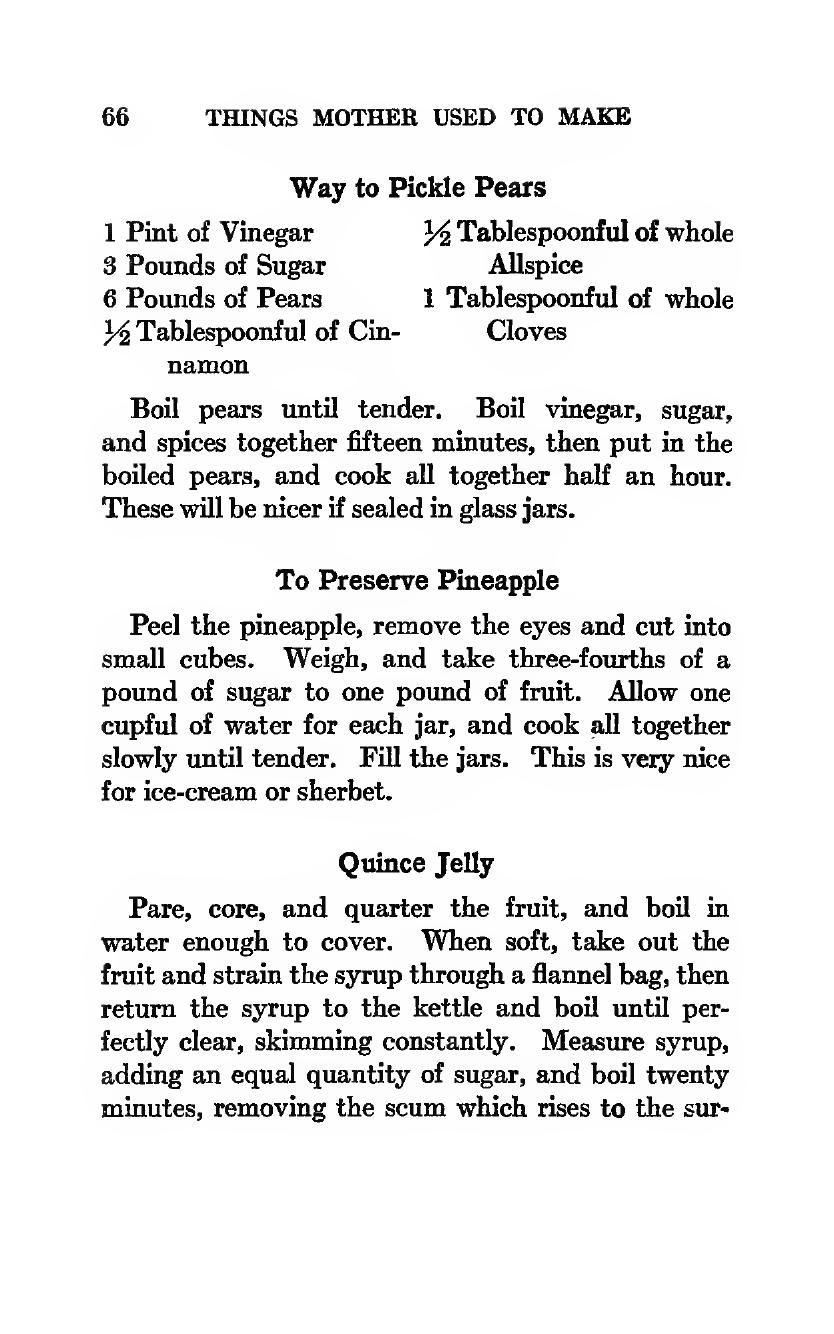 66 THINGS MOTHER USED TO MAKE
Way to Pickle Pears
1 Pint of Vinegar
3 Pounds of Sugar
6 Pounds of Pears
½ Tablespoonful of Cin-
namon
½ Tablespoonful of whole
Allspice
1 Tablespoonful of whole
Cloves
Boil pears until tender. Boil vinegar, sugar,
and spices together fifteen minutes, then put in the
boiled pears, and cook all together half an hour.
These will be nicer if sealed in glass jars.
To Preserve Pineapple
Peel the pineapple, remove the eyes and cut into
small cubes. Weigh, and take three-fourths of a
pound of sugar to one pound of fruit. Allow one
cupful of water for each jar, and cook all together
slowly until tender. Fill the jars. This is very nice
for ice-cream or sherbet.
Quince Jelly
Pare, core, and quarter the fruit, and boil in
water enough to cover. When soft, take out the
fruit and strain the syrup through a flannel bag, then
return the syrup to the kettle and boil until per-
fectly clear, skimming constantly. Measure syrup,
adding an equal quantity of sugar, and boil twenty
minutes, removing the scum which rises to the sur-